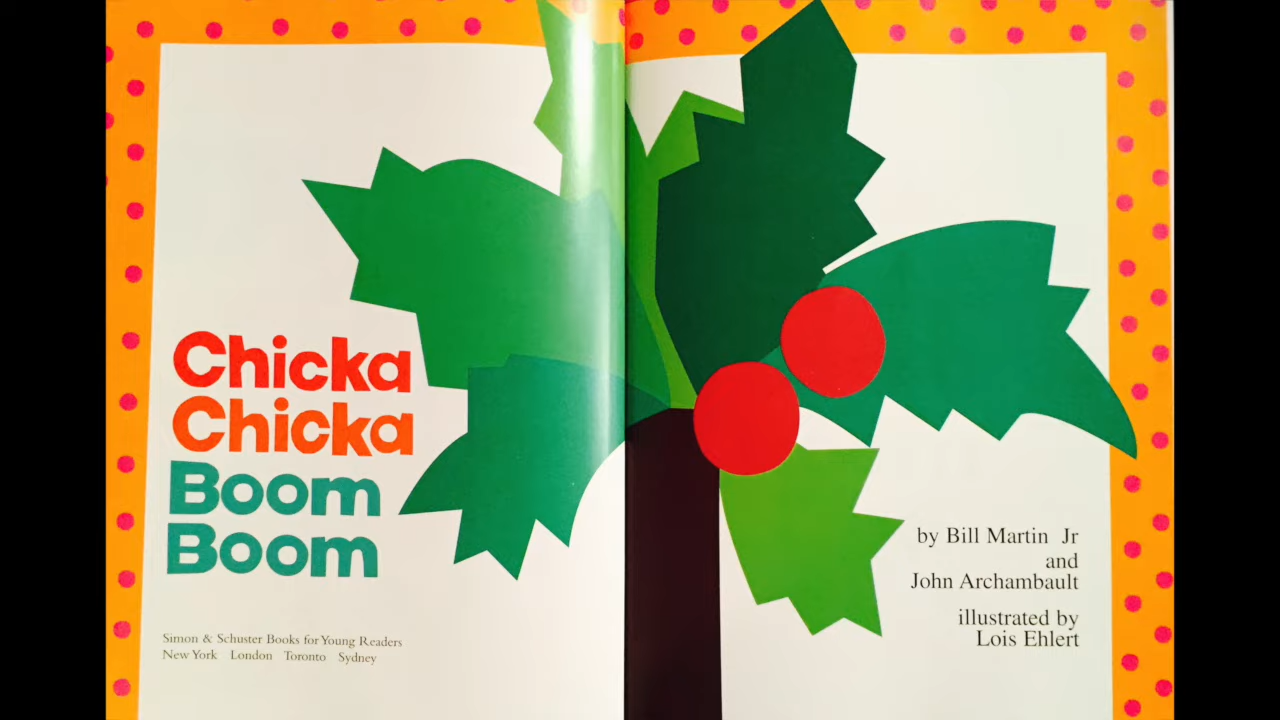 Chicka
Chicka
Boom
Boom
Simon & Schuster Books for Young Readers
New York London Toronto Sydney
by Bill Martin Jr
and
John Archambault
illustrated by
Lois Ehlert